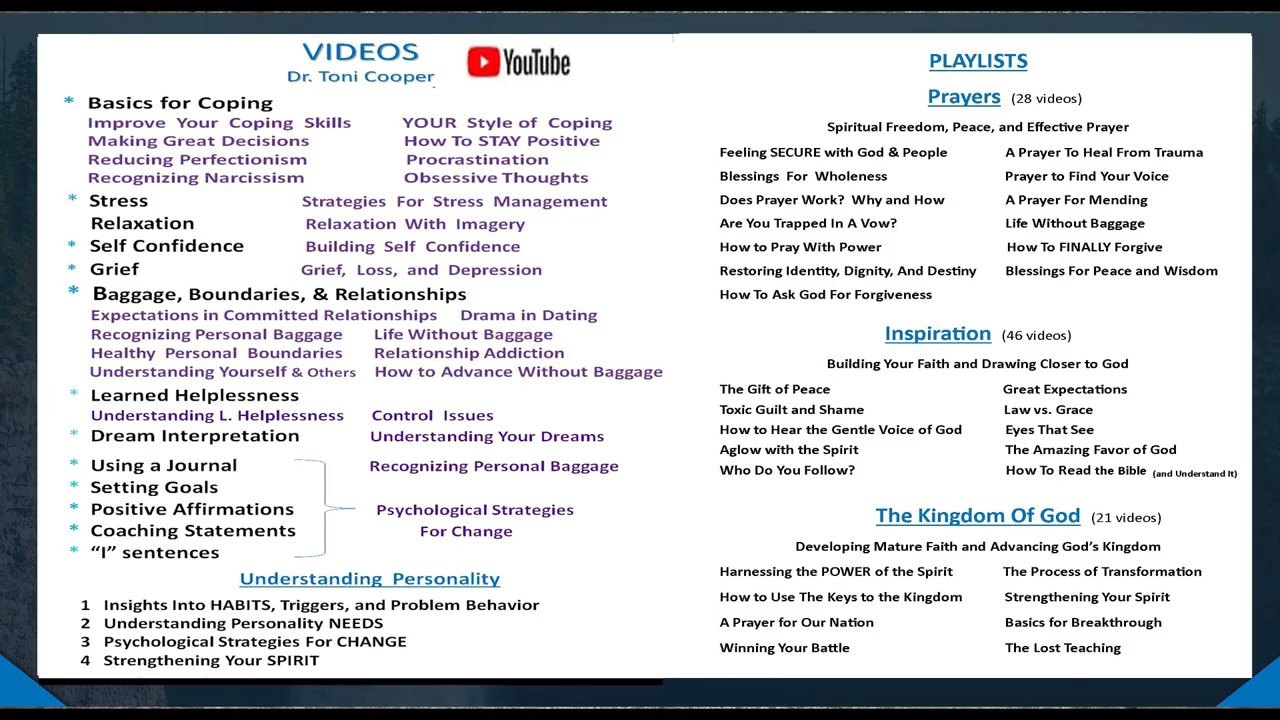 VIDEOS
Dr. Toni Cooper
YouTube
* Basics for Coping
Improve Your Coping Skills YOUR Style of Coping
Making Great Decisions How To STAY Positive
Reducing Perfectionism Procrastination
Recognizing Narcissism Obsessive Thoughts
* Stress Strategies For Stress Management
Relaxation Relaxation With Imagery
* Self Confidence Building Self Confidence
* Grief Grief, Loss, and Depression
* Baggage, Boundaries, & Relationships
Expectations in Committed Relationships Drama in Dating
Recognizing Personal Baggage Life Without Baggage
Healthy Personal Boundaries Relationship Addiction
Understanding Yourself & Others How to Advance Without Baggage
* Learned Helplessness
Understanding L. Helplessness Control Issues
* Dream Interpretation Understanding Your Dreams
* Using a Journal Recognizing Personal Baggage
* Setting Goals
* Positive Affirmations Psychological Strategies
* Coaching Statements For Change
* “I” sentences
Understanding Personality
1 Insights Into HABITS, Triggers, and Problem Behavior
2 Understanding Personality NEEDS
3 Psychological Strategies For CHANGE
4 Strengthening Your SPIRIT
PLAYLISTS
Prayers (28 videos)
Spiritual Freedom, Peace, and Effective Prayer
Feeling SECURE with God & People A Prayer To Heal From Trauma
Blessings For Wholeness Prayer to Find Your Voice
Does Prayer Work? Why and How A Prayer For Mending
Are You Trapped In A Vow? Life Without Baggage
How to Pray With Power How To FINALLY Forgive
Restoring Identity, Dignity, And Destiny Blessings For Peace and Wisdom
How To Ask God For Forgiveness
Inspiration (46 videos)
Building Your Faith and Drawing Closer to God
The Gift of Peace Great Expectations
Toxic Guilt and Shame Law vs. Grace
How to Hear the Gentle Voice of God Eyes That See
Aglow with the Spirit The Amazing Favor of God
Who Do You Follow? How To Read the Bible (and Understand It)
The Kingdom Of God (21 videos)
Developing Mature Faith and Advancing God’s Kingdom
Harnessing the POWER of the Spirit The Process of Transformation
How to Use The Keys to the Kingdom Strengthening Your Spirit
A Prayer for Our Nation Basics for Breakthrough
Winning Your Battle The Lost Teaching